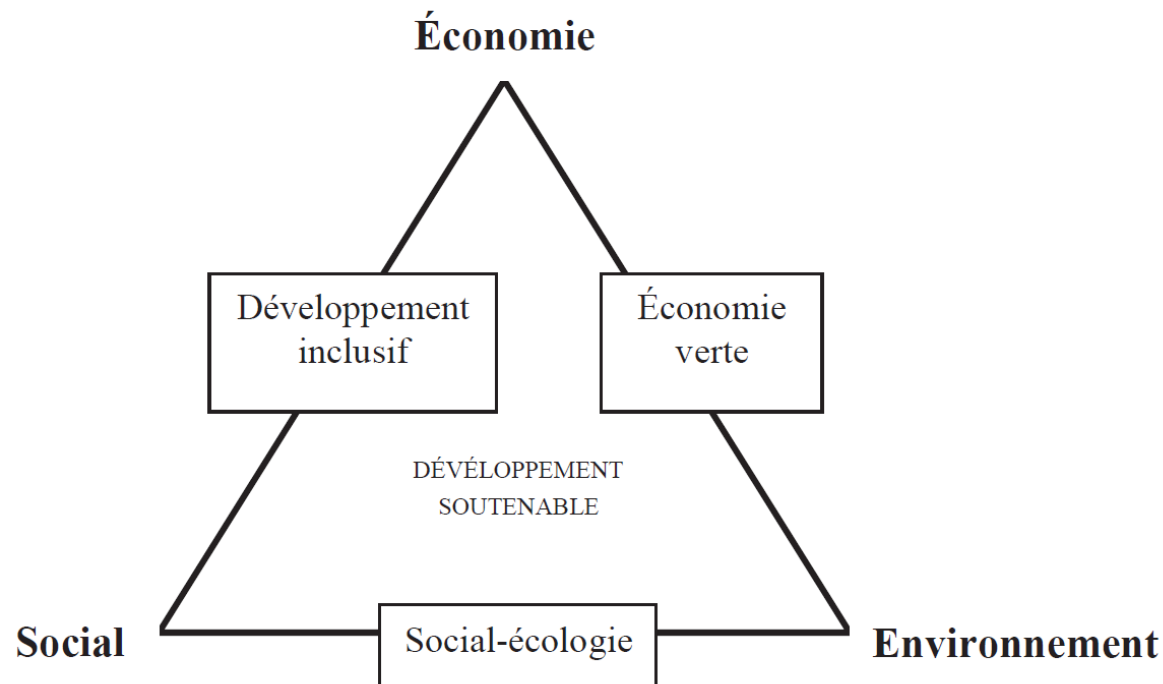 Économie
Développement
inclusif
Économie
verte
DÉVÉLOPPEMENT
SOUTENABLE
Social
Social-écologie
Environnement